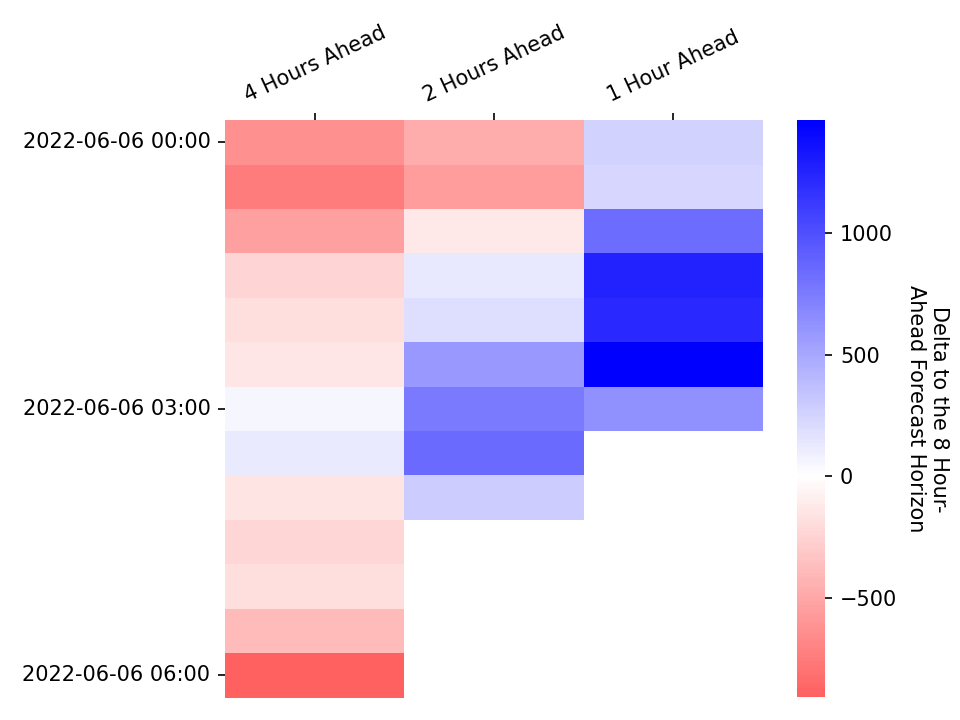 4 Hours Ahead
2 Hours Ahead
1 Hour Ahead
2022-06-06 00:00
2022-06-06 03:00
2022-06-06 06:00
1000
500
0
−500
Delta to the 8 Hour-
Ahead Forecast Horizon